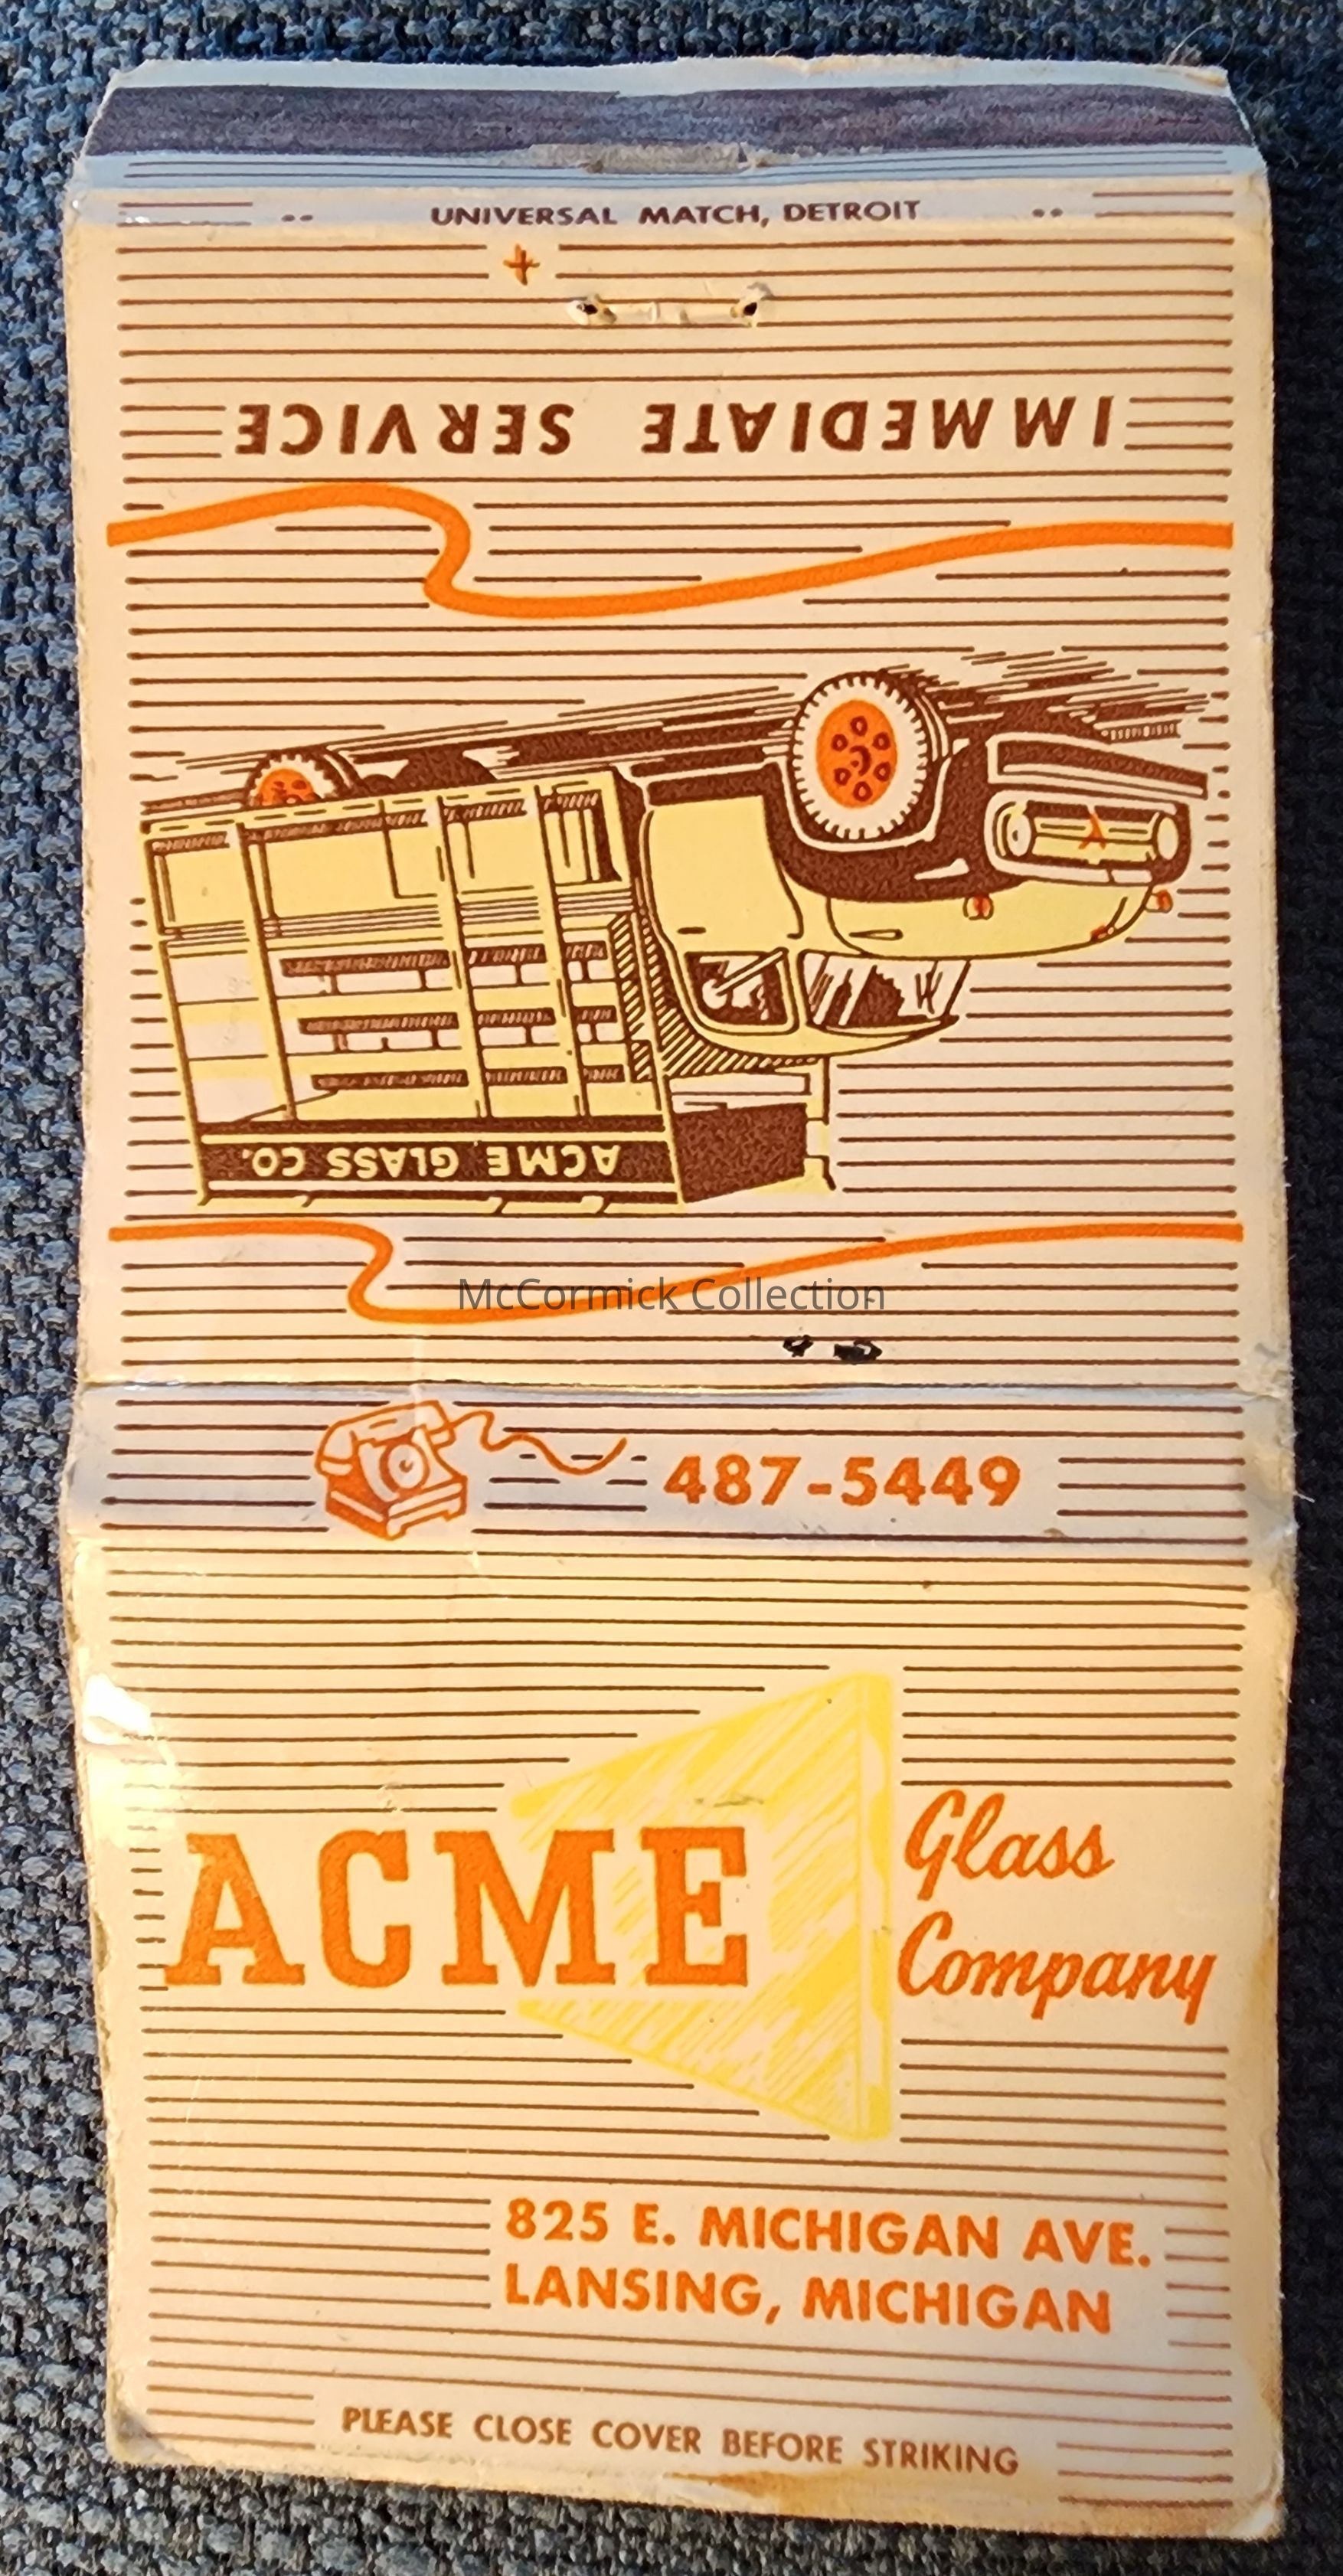 UNIVERSAL MATCH, DETROIT
IMMEDIATE SERVICE
ACME GLASS CO.
McCormick Collection
487-5449
ACME
Glass
Company
825 E. MICHIGAN AVE.
LANSING, MICHIGAN
PLEASE CLOSE COVER BEFORE STRIKING